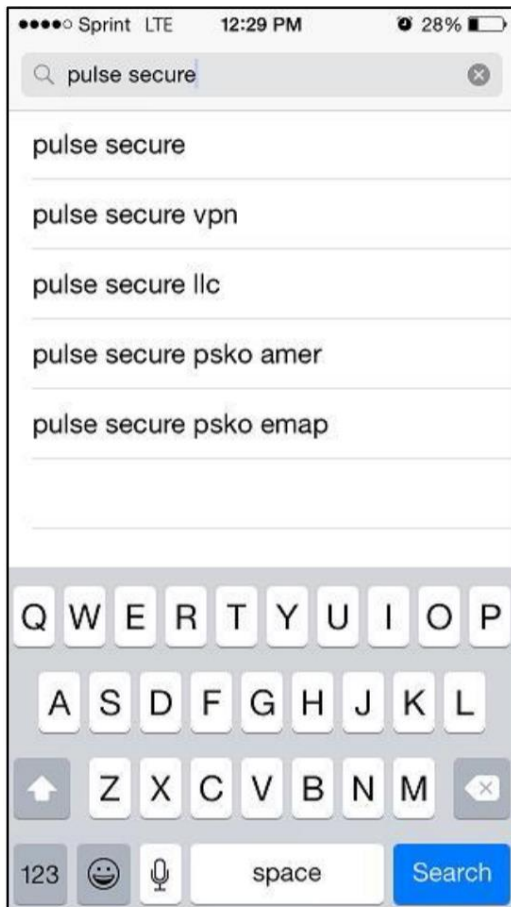 Sprint LTE 12:29 PM 28%
pulse secure
pulse secure
pulse secure vpn
pulse secure llc
pulse secure psko amer
pulse secure psko emap
Q W E R T Y U I O P
A S D F G H J K L
Z X C V B N M
123 space Search